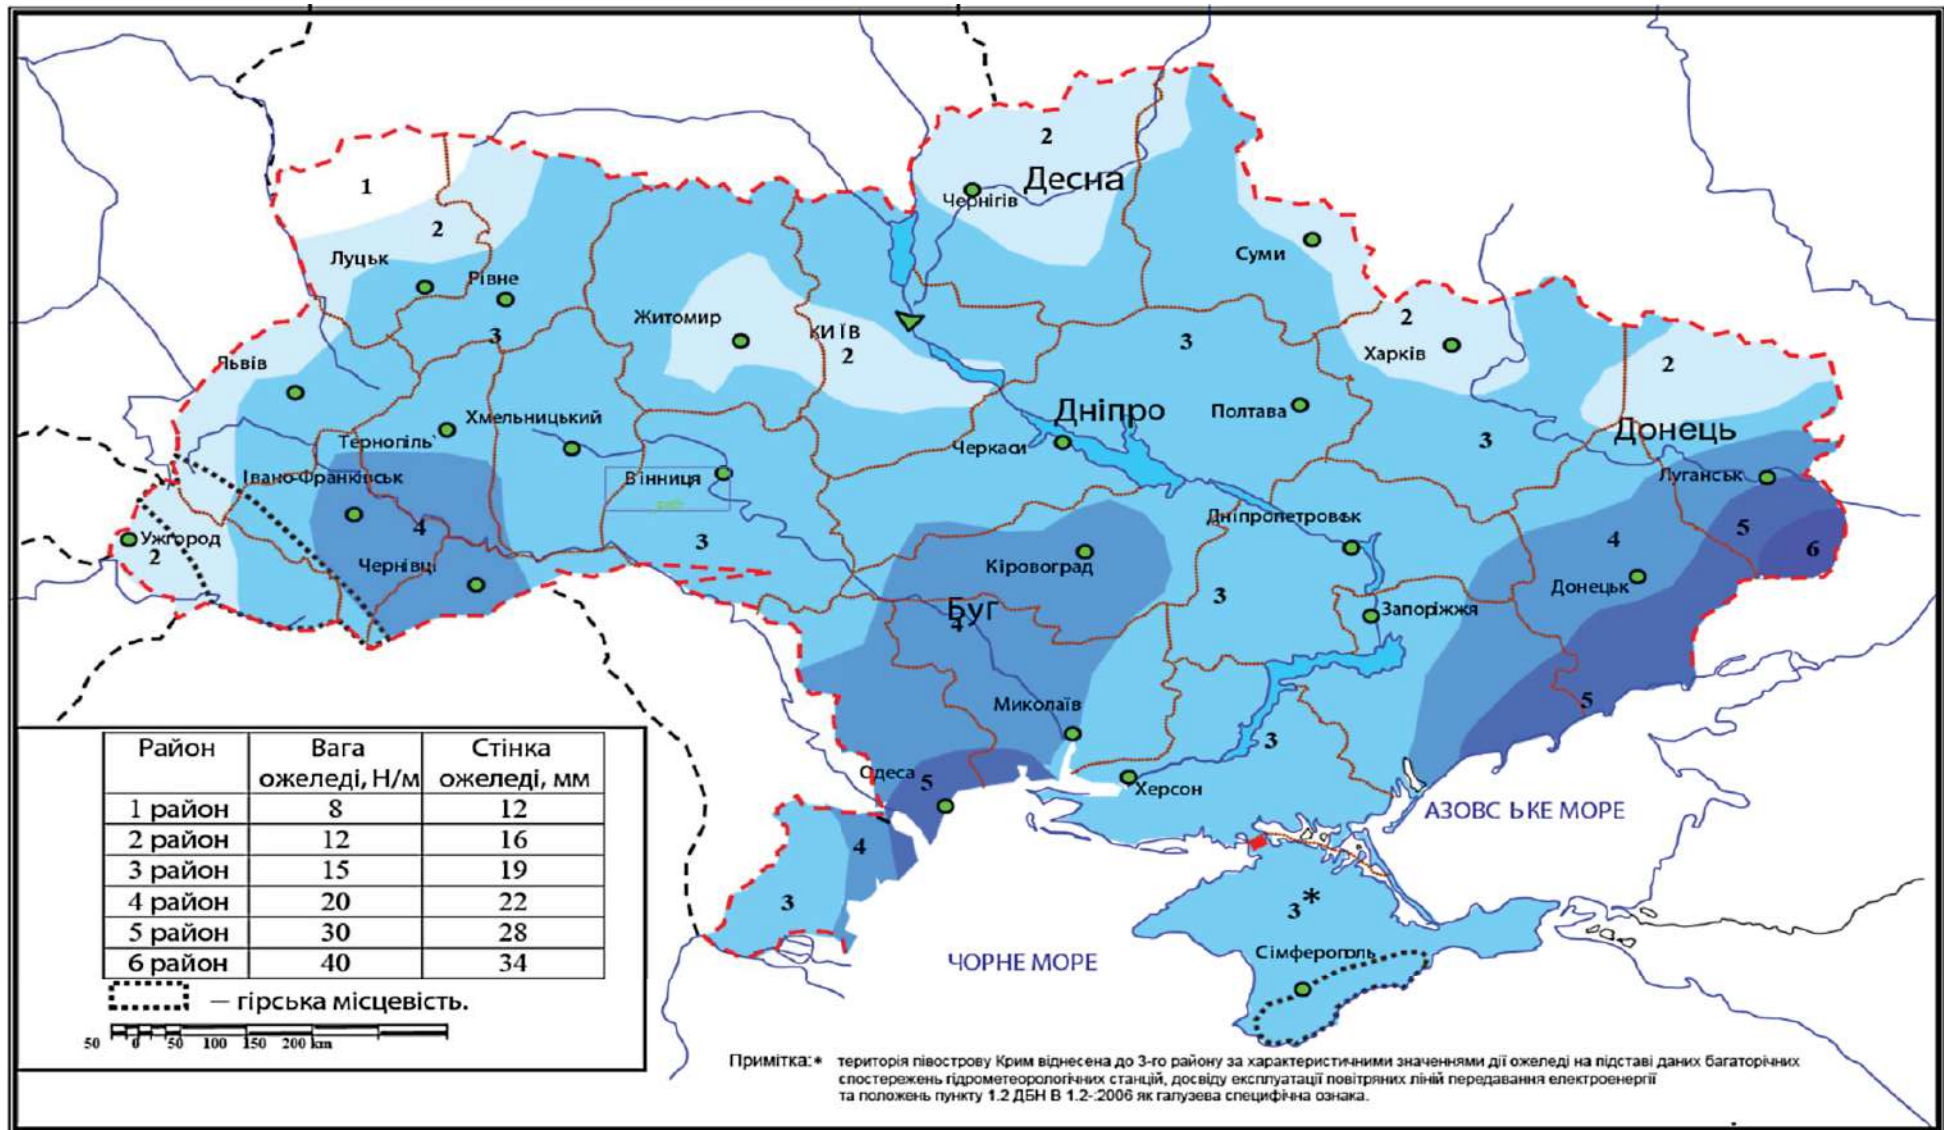 2
Десна
Чернігів
1
2
Луцьк
Рівне
Суми
3
Житомир
КИЇВ
2
3
2
Харків
2
Львів
Хмельницький
Тернопіль
Дніпро
Полтава
Черкаси
3
Донець
Івано-Франківськ
Вінниця
Луганськ
4
Ужгород
2
3
Дніпропетровськ
4
5
6
Чернівці
Кіровоград
Донецьк
Буг
4
3
Запоріжжя
Миколаїв
5
3
Одеса
5
Херсон
АЗОВС ЬКЕ МОРЕ
4
3
3*
Сімферополь
ЧОРНЕ МОРЕ
Район Вага ожеледі, Н/м Стінка ожеледі, мм
1 район 8 12
2 район 12 16
3 район 15 19
4 район 20 22
5 район 30 28
6 район 40 34
– гірська місцевість.
50 0 50 100 150 200 km
Примітка:* територія півострову Крим віднесена до 3-го району за характеристичними значеннями дії ожеледі на підставі даних багаторічних
спостережень гідрометеорологічних станцій, досвіду експлуатації повітряних ліній передавання електроенергії
та положень пункту 1.2 ДБН В 1.2-:2006 як галузева специфічна ознака.